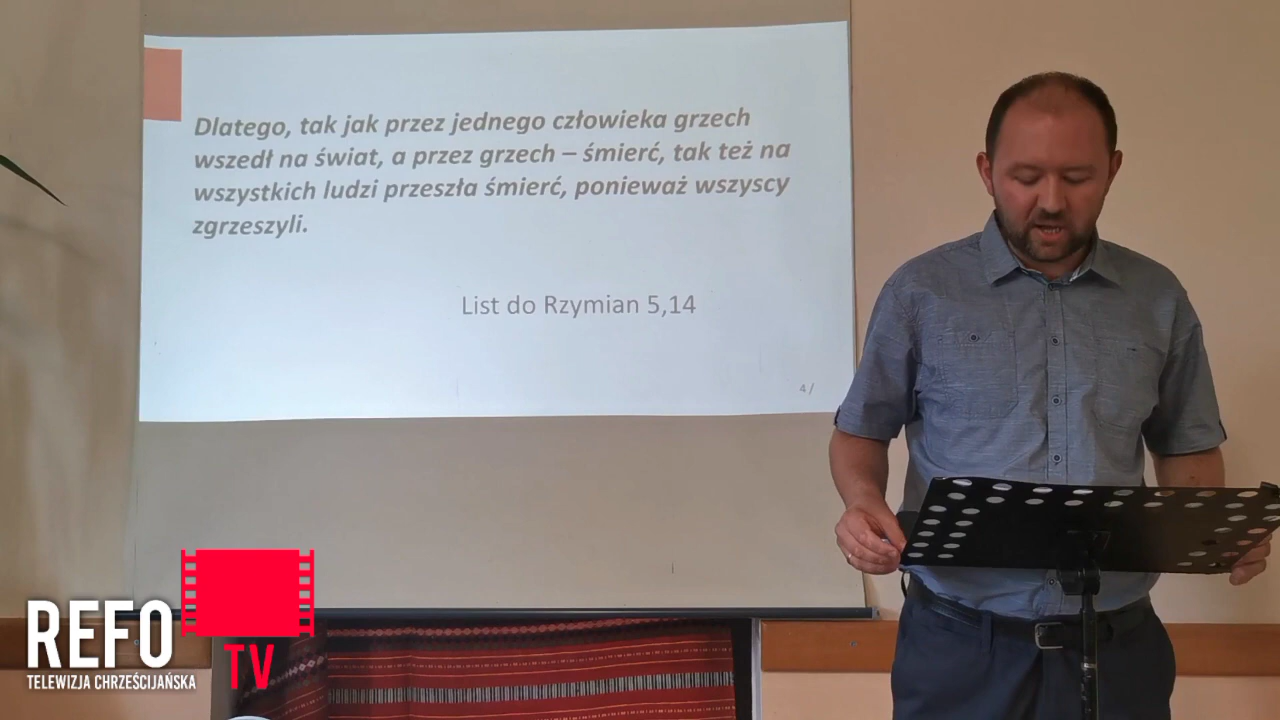 Dlatego, tak jak przez jednego człowieka grzech
wszedł na świat, a przez grzech – śmierć, tak też na
wszystkich ludzi przeszła śmierć, ponieważ wszyscy
zgrzeszyli.
List do Rzymian 5,14
4 /
REFO
TV
TELEWIZJA CHRZEŚCIJAŃSKA